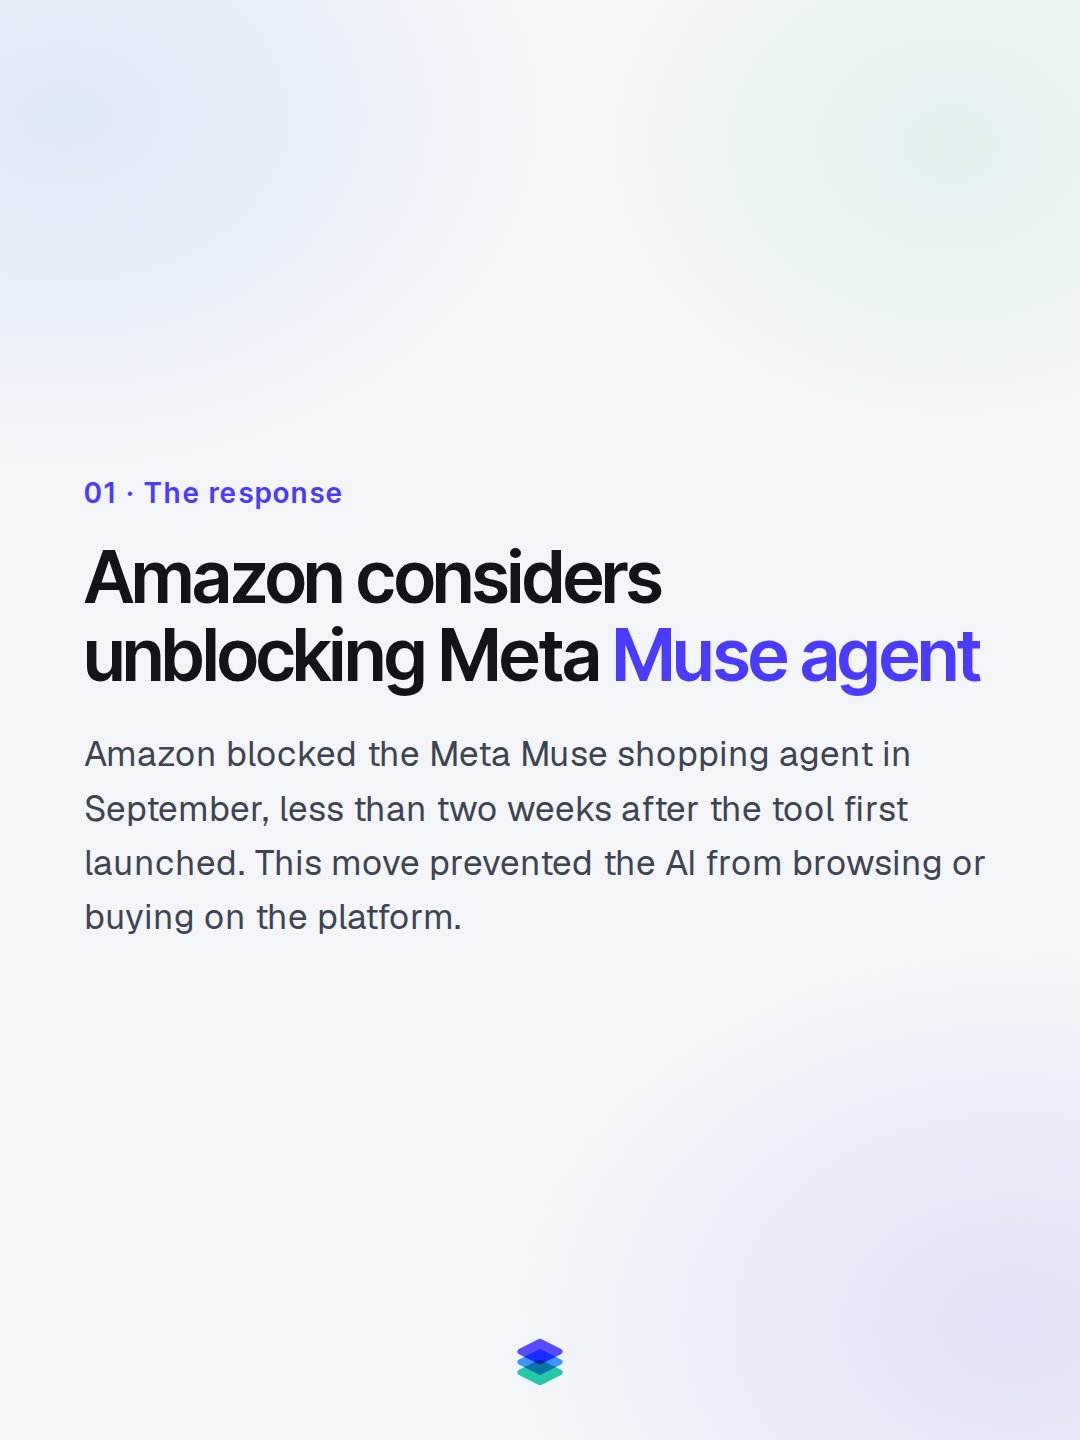 01 · The response
Amazon considers
unblocking Meta Muse agent
Amazon blocked the Meta Muse shopping agent in
September, less than two weeks after the tool first
launched. This move prevented the AI from browsing or
buying on the platform.